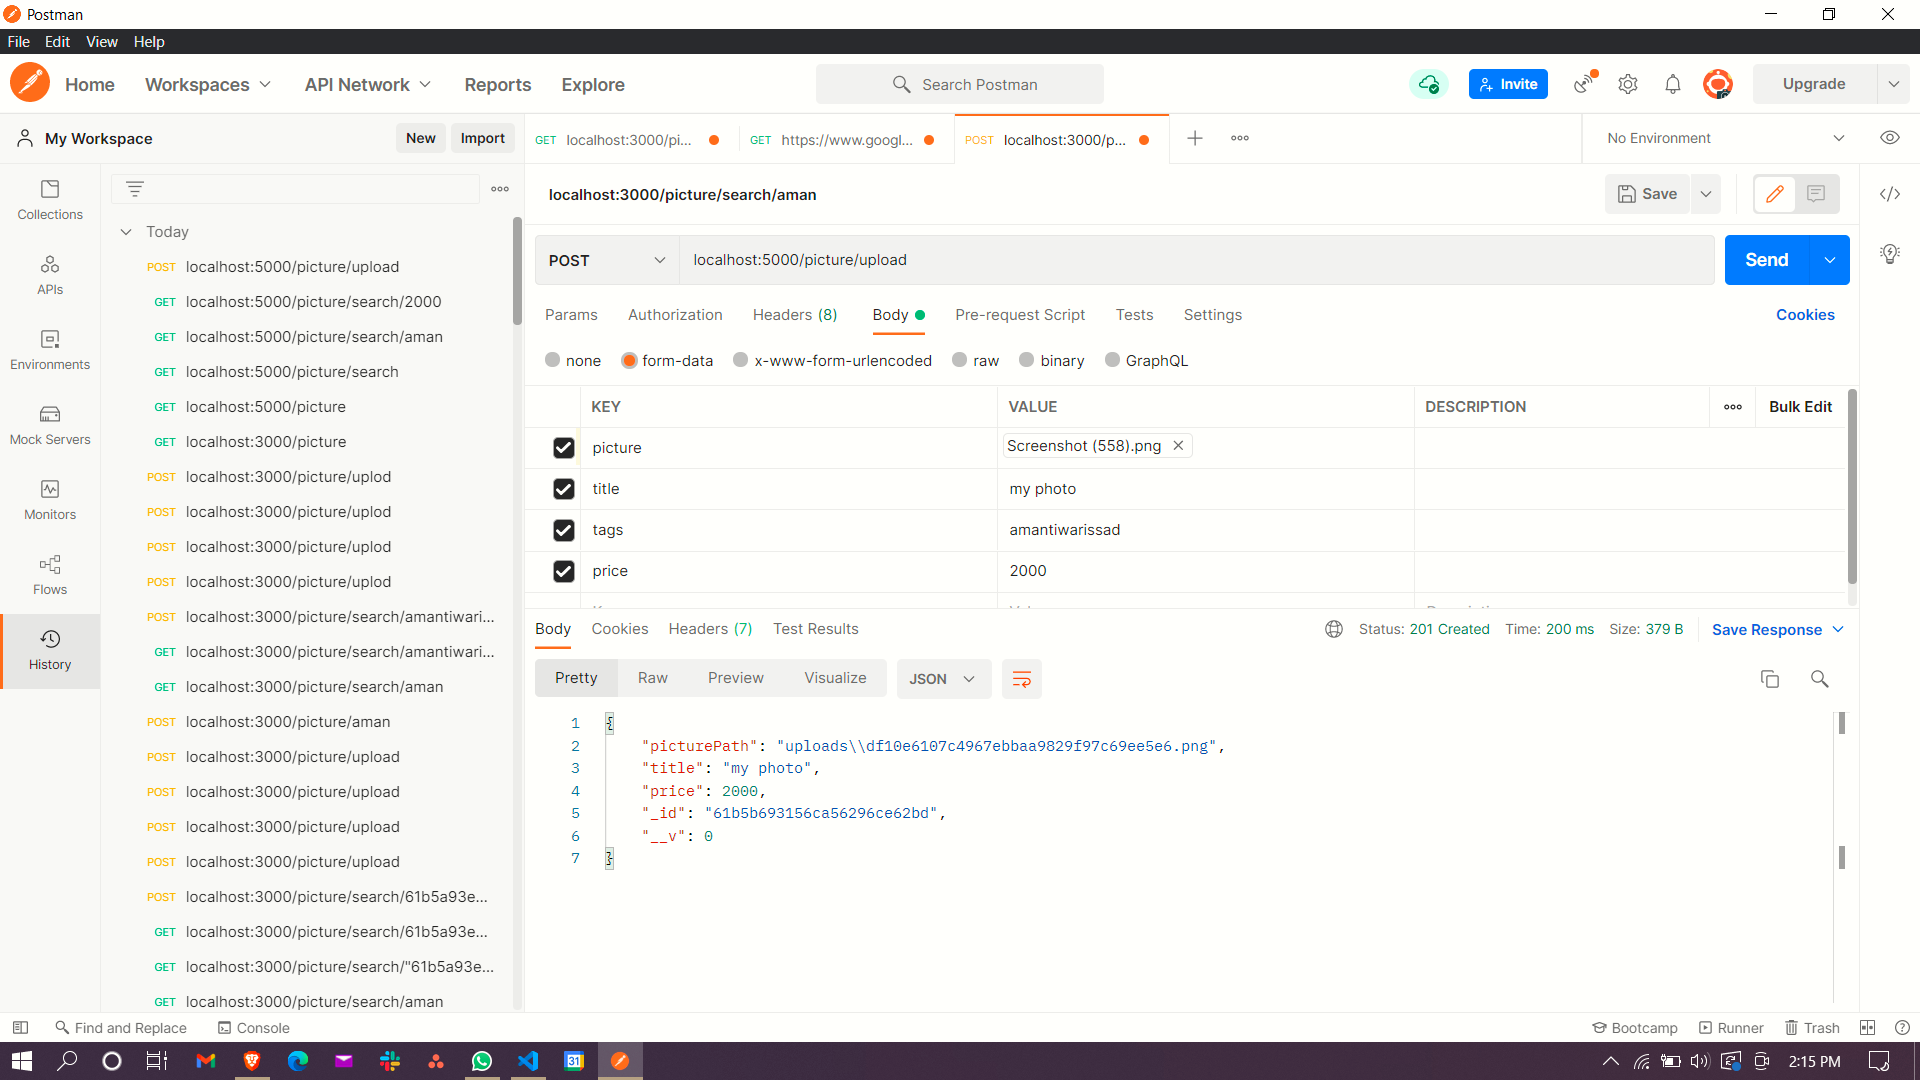 Postman
File Edit View Help
Home Workspaces API Network Reports Explore Search Postman Invite Upgrade
My Workspace New Import GET localhost:3000/pi... GET https://www.googl... POST localhost:3000/p... No Environment
Collections
APIs
Environments
Mock Servers
Monitors
Flows
History
Today
POST localhost:5000/picture/upload
GET localhost:5000/picture/search/2000
GET localhost:5000/picture/search/aman
GET localhost:5000/picture/search
GET localhost:5000/picture
GET localhost:3000/picture
POST localhost:3000/picture/uplod
POST localhost:3000/picture/uplod
POST localhost:3000/picture/uplod
POST localhost:3000/picture/uplod
POST localhost:3000/picture/search/amantiwari...
GET localhost:3000/picture/search/amantiwari...
GET localhost:3000/picture/search/aman
POST localhost:3000/picture/aman
POST localhost:3000/picture/upload
POST localhost:3000/picture/upload
POST localhost:3000/picture/upload
POST localhost:3000/picture/upload
POST localhost:3000/picture/search/61b5a93e...
GET localhost:3000/picture/search/61b5a93e...
GET localhost:3000/picture/search/"61b5a93e...
GET localhost:3000/picture/search/aman
localhost:3000/picture/search/aman Save
POST localhost:5000/picture/upload Send
Params Authorization Headers (8) Body Pre-request Script Tests Settings Cookies
none form-data x-www-form-urlencoded raw binary GraphQL
KEY VALUE DESCRIPTION Bulk Edit
picture Screenshot (558).png
title my photo
tags amantiwarissad
price 2000
Body Cookies Headers (7) Test Results Status: 201 Created Time: 200 ms Size: 379 B Save Response
Pretty Raw Preview Visualize JSON
1 {
2 "picturePath": "uploads\\df10e6107c4967ebbaa9829f97c69ee5e6.png",
3 "title": "my photo",
4 "price": 2000,
5 "_id": "61b5b693156ca56296ce62bd",
6 "__v": 0
7 }
Find and Replace Console Bootcamp Runner Trash
31 2:15 PM